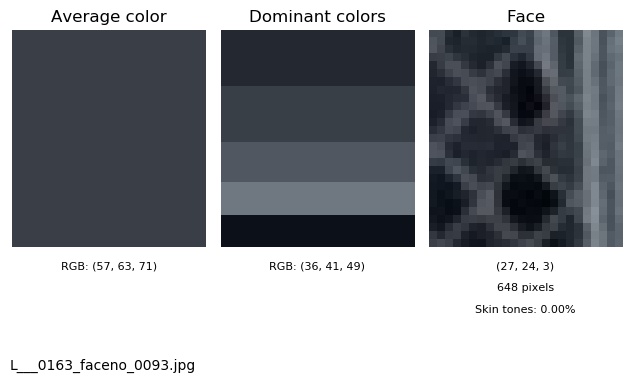 Average color
Dominant colors
Face
RGB: (57, 63, 71)
RGB: (36, 41, 49)
(27, 24, 3)
648 pixels
Skin tones: 0.00%
L___0163_faceno_0093.jpg